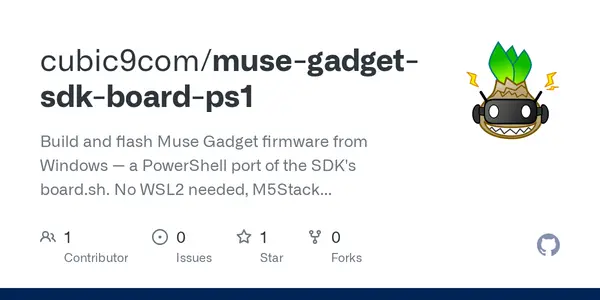 cubic9com/muse-gadget-
sdk-board-ps1
Build and flash Muse Gadget firmware from
Windows — a PowerShell port of the SDK's
board.sh. No WSL2 needed, M5Stack...
1
Contributor
0
Issues
1
Star
0
Forks